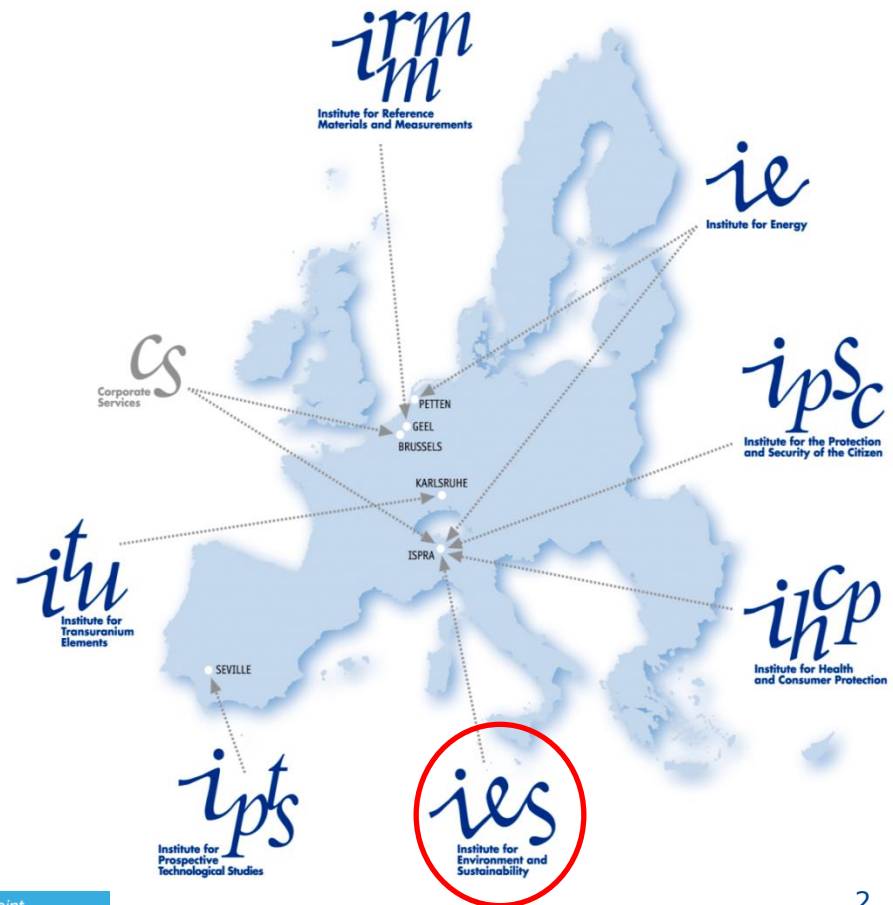 irmm
Institute for Reference
Materials and Measurements
ie
Institute for Energy
cs
Corporate
Services
ipsc
Institute for the Protection
and Security of the Citizen
PETTEN
GEEL
BRUSSELS
KARLSRUHE
ISPRA
itu
Institute for
Transuranium
Elements
ihcp
Institute for Health
and Consumer Protection
SEVILLE
ipts
Institute for
Prospective
Technological Studies
ies
Institute for
Environment and
Sustainability
2